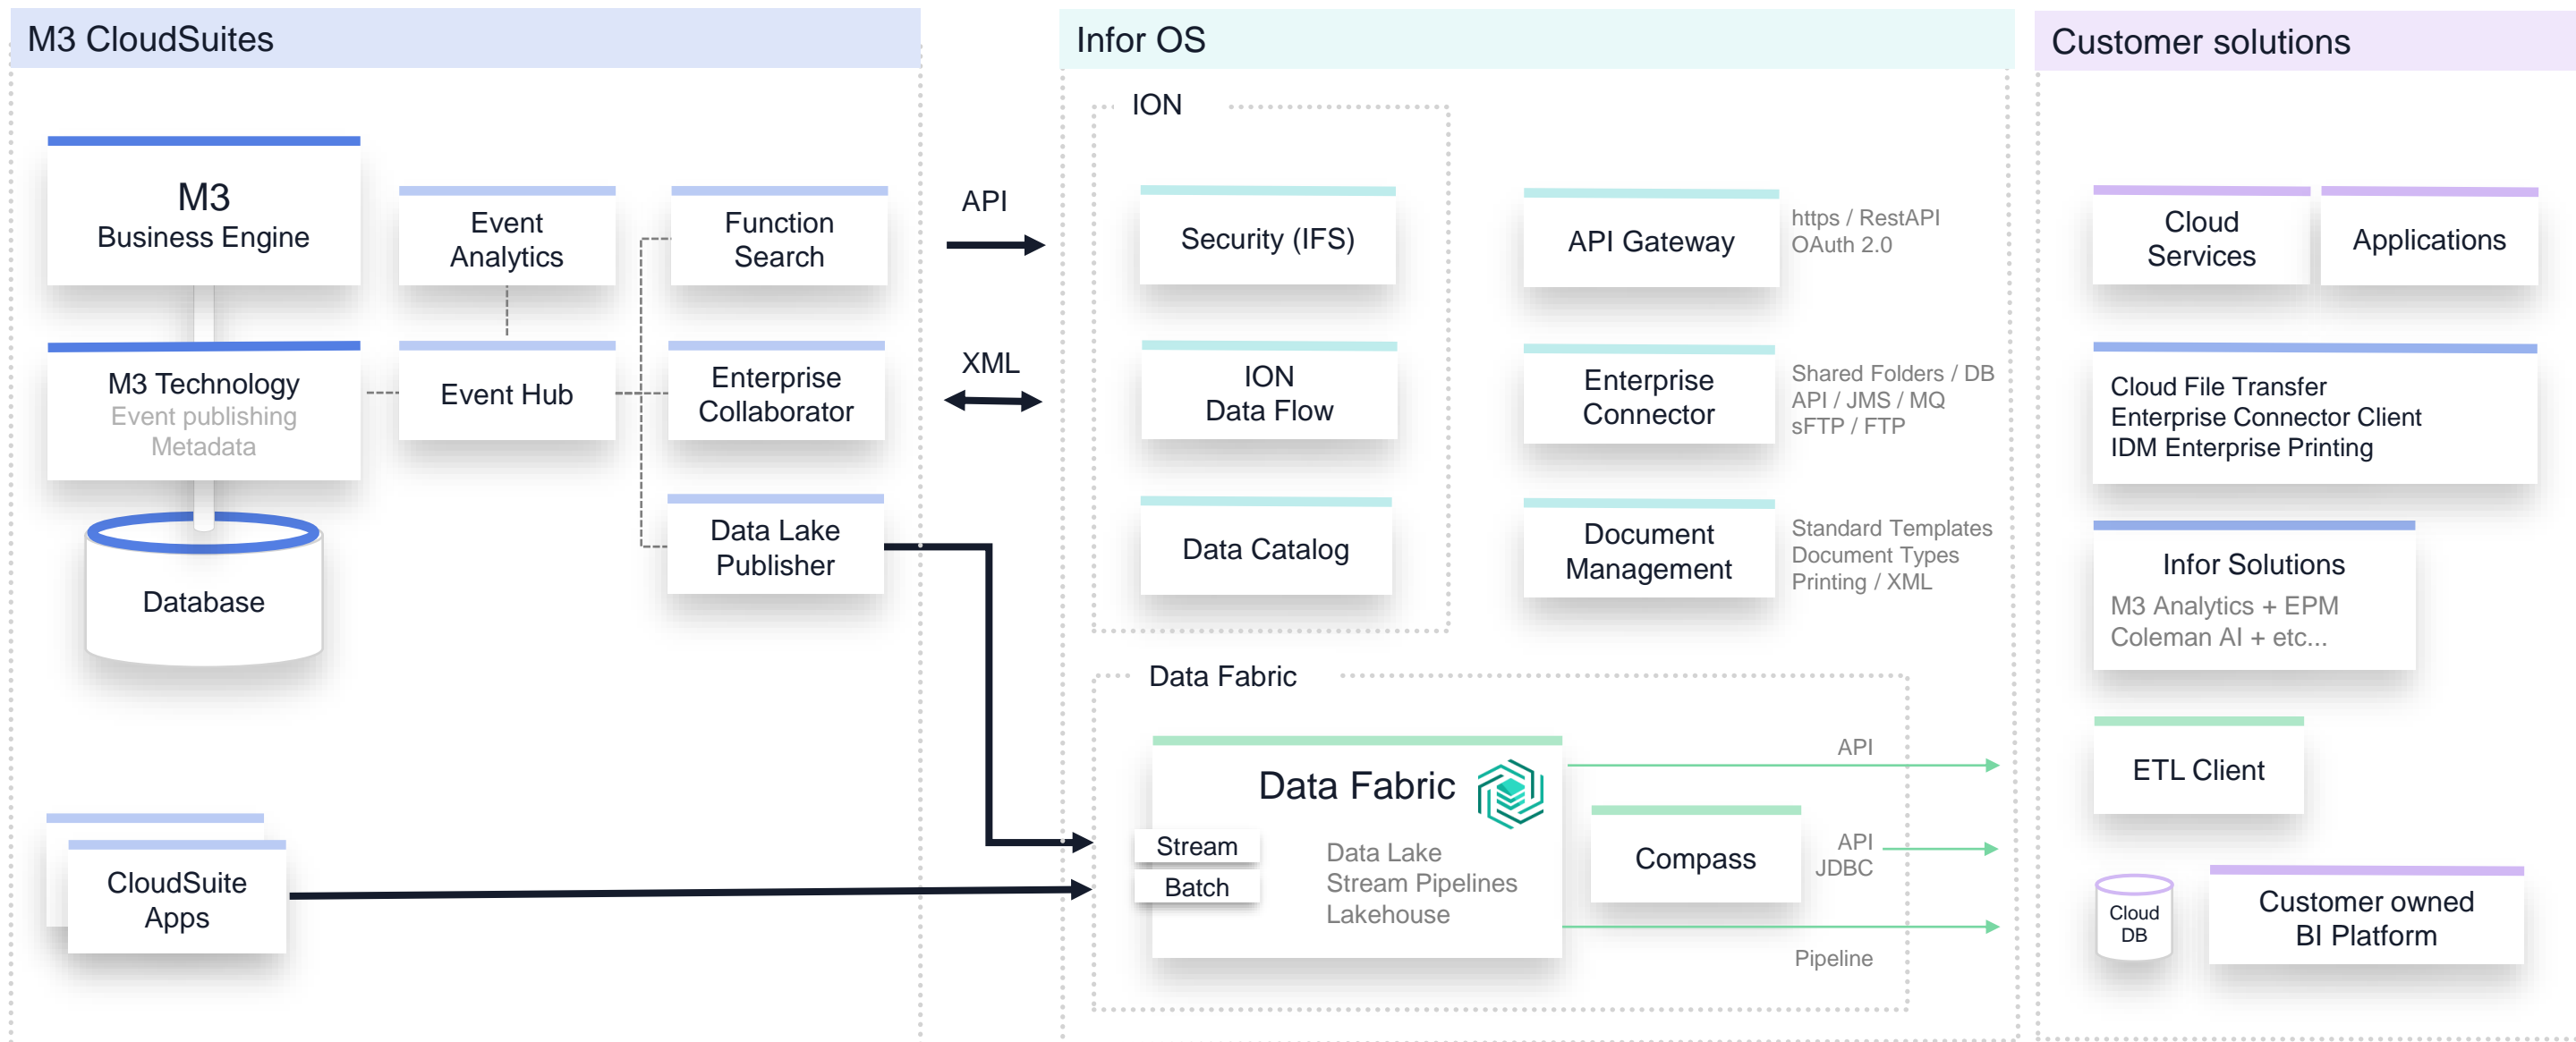 M3 CloudSuites
M3
Business Engine
Event
Analytics
Function
Search
M3 Technology
Event publishing
Metadata
Event Hub
Enterprise
Collaborator
Data Lake
Publisher
Database
CloudSuite
Apps
API
XML
Infor OS
ION
Security (IFS)
API Gateway
https / RestAPI
OAuth 2.0
ION
Data Flow
Enterprise
Connector
Shared Folders / DB
API / JMS / MQ
sFTP / FTP
Data Catalog
Document
Management
Standard Templates
Document Types
Printing / XML
Data Fabric
Data Fabric
Stream
Batch
Data Lake
Stream Pipelines
Lakehouse
Compass
API
API
JDBC
Pipeline
Customer solutions
Cloud
Services
Applications
Cloud File Transfer
Enterprise Connector Client
IDM Enterprise Printing
Infor Solutions
M3 Analytics + EPM
Coleman AI + etc...
ETL Client
Cloud
DB
Customer owned
BI Platform